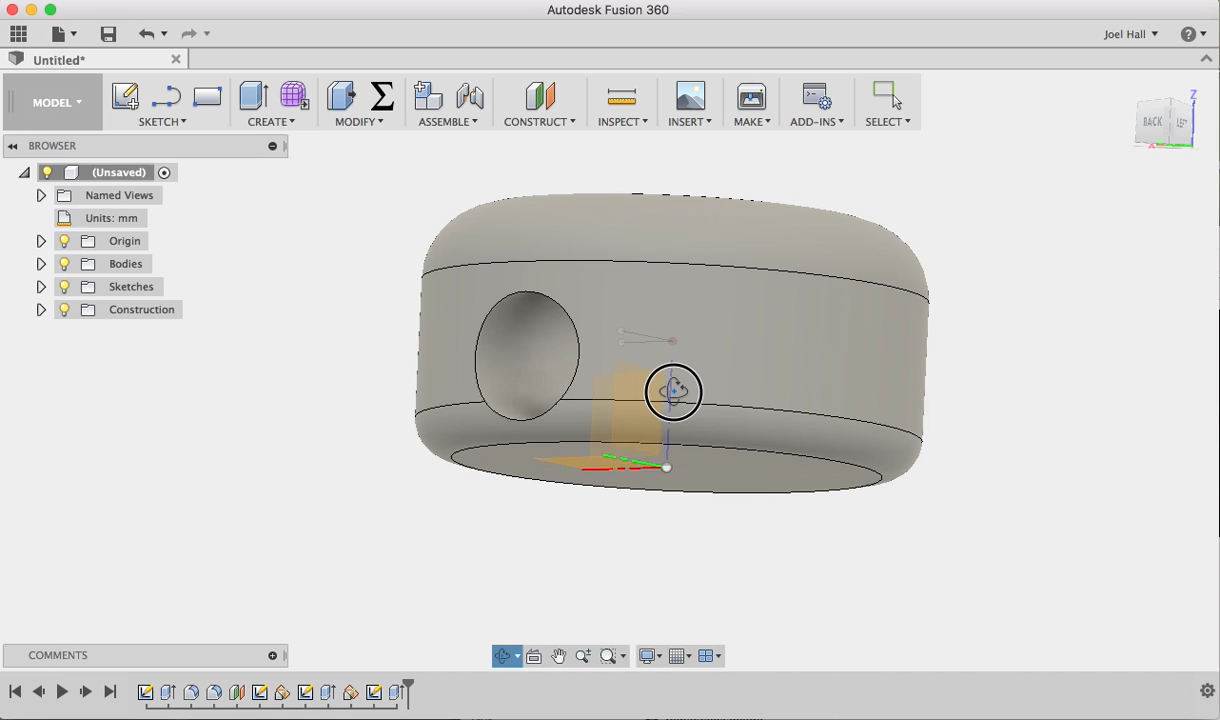 Autodesk Fusion 360
Joel Hall
Untitled*
MODEL
SKETCH
CREATE
MODIFY
ASSEMBLE
CONSTRUCT
INSPECT
INSERT
MAKE
ADD-INS
SELECT
Z
BACK
LEFT
BROWSER
(Unsaved)
Named Views
Units: mm
Origin
Bodies
Sketches
Construction
COMMENTS